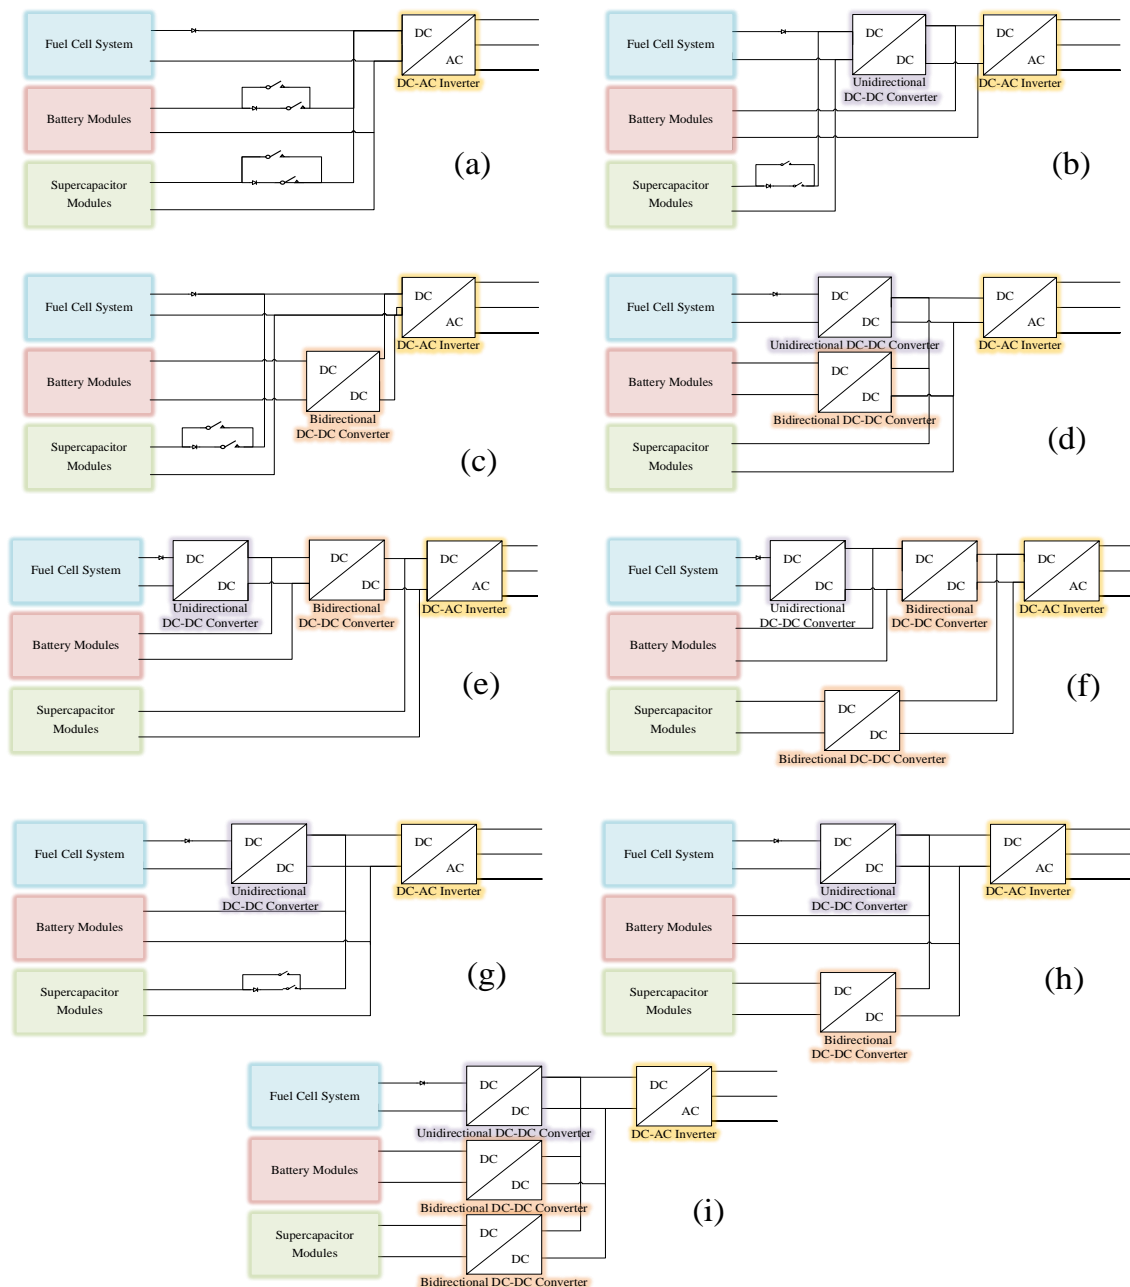 Fuel Cell System
DC
AC
DC-AC Inverter
Battery Modules
Supercapacitor
Modules
(a)
Fuel Cell System
DC
DC
Unidirectional
DC-DC Converter
DC
AC
DC-AC Inverter
Battery Modules
Supercapacitor
Modules
(b)
Fuel Cell System
DC
AC
DC-AC Inverter
Battery Modules
DC
DC
Bidirectional
DC-DC Converter
Supercapacitor
Modules
(c)
Fuel Cell System
DC
DC
Unidirectional DC-DC Converter
DC
AC
DC-AC Inverter
Battery Modules
DC
DC
Bidirectional DC-DC Converter
Supercapacitor
Modules
(d)
Fuel Cell System
DC
DC
Unidirectional
DC-DC Converter
DC
DC
Bidirectional
DC-DC Converter
DC
AC
DC-AC Inverter
Battery Modules
Supercapacitor
Modules
(e)
Fuel Cell System
DC
DC
Unidirectional
DC-DC Converter
DC
DC
Bidirectional
DC-DC Converter
DC
AC
DC-AC Inverter
Battery Modules
Supercapacitor
Modules
DC
DC
Bidirectional DC-DC Converter
(f)
Fuel Cell System
DC
DC
Unidirectional
DC-DC Converter
DC
AC
DC-AC Inverter
Battery Modules
Supercapacitor
Modules
(g)
Fuel Cell System
DC
DC
Unidirectional
DC-DC Converter
DC
AC
DC-AC Inverter
Battery Modules
Supercapacitor
Modules
DC
DC
Bidirectional
DC-DC Converter
(h)
Fuel Cell System
DC
DC
Unidirectional DC-DC Converter
DC
AC
DC-AC Inverter
Battery Modules
DC
DC
Bidirectional DC-DC Converter
Supercapacitor
Modules
DC
DC
Bidirectional DC-DC Converter
(i)